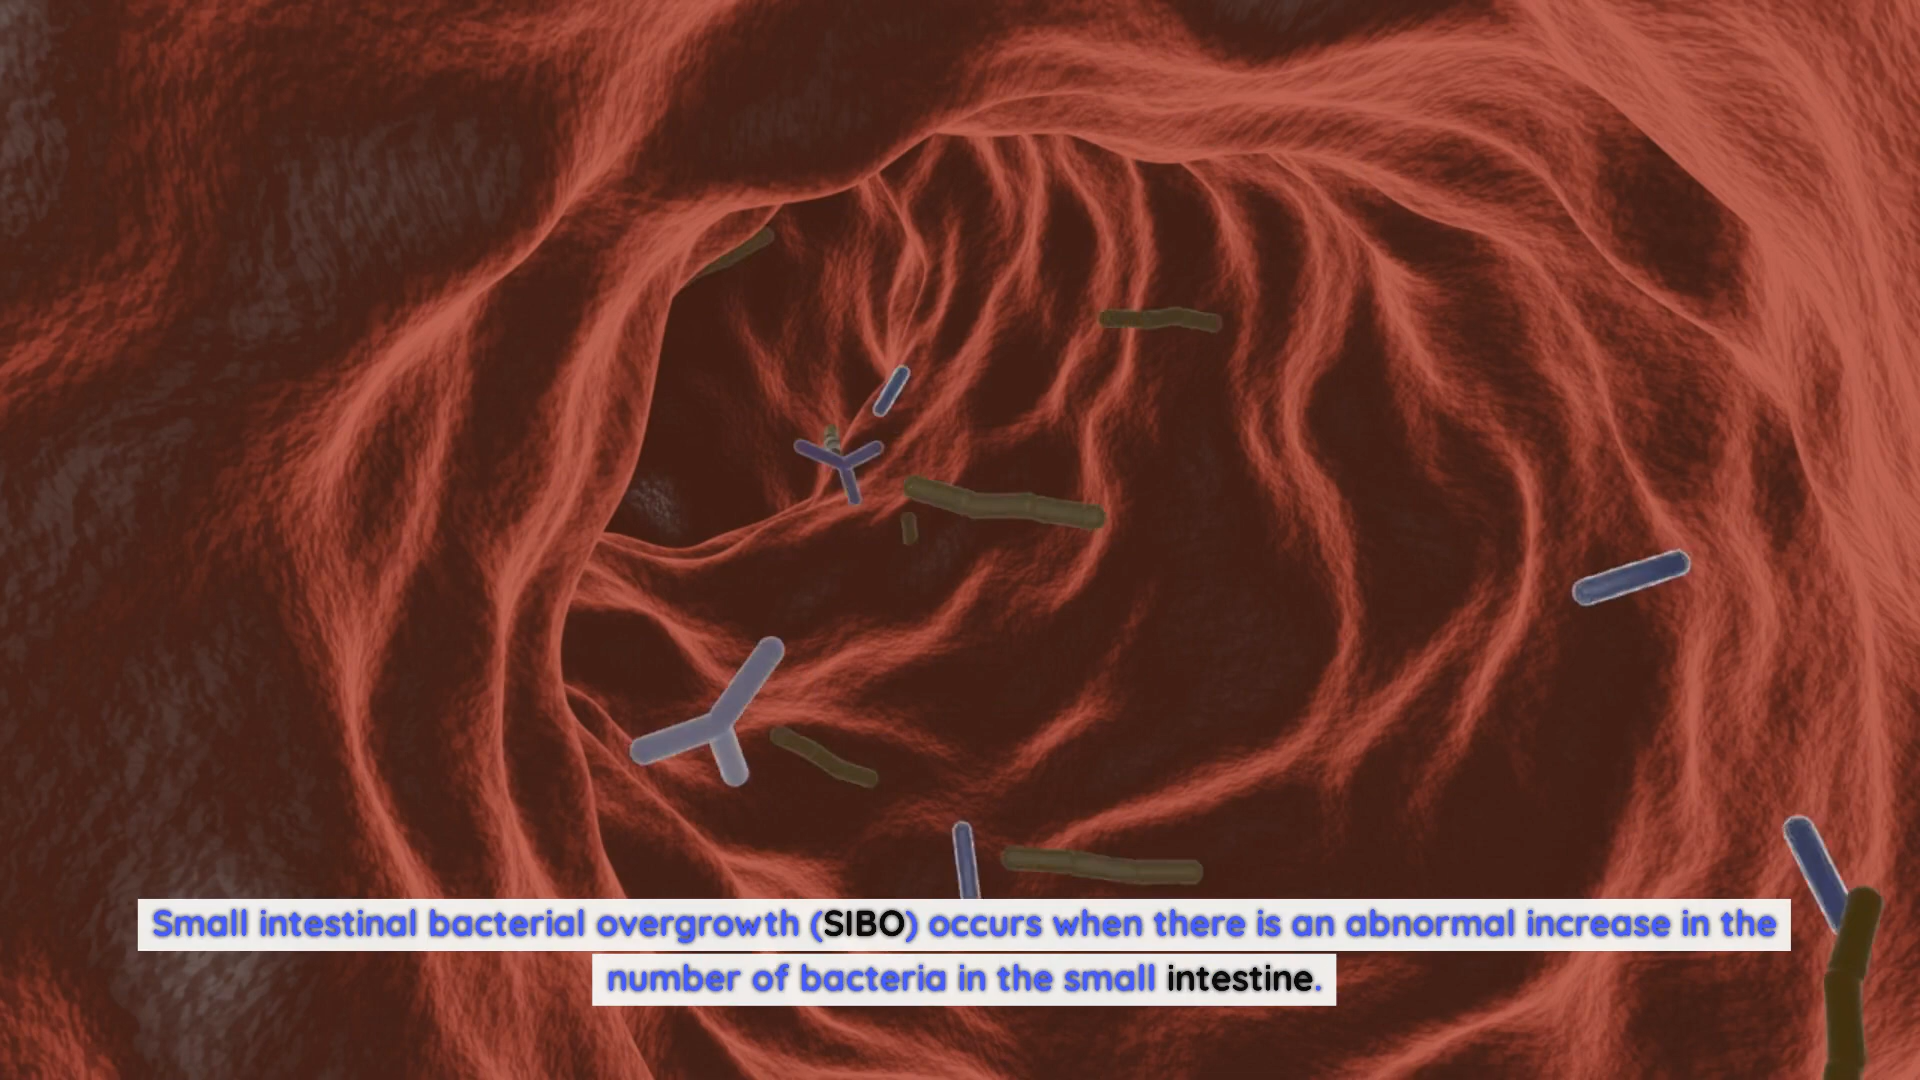 Small intestinal bacterial overgrowth (SIBO) occurs when there is an abnormal increase in the
number of bacteria in the small intestine.